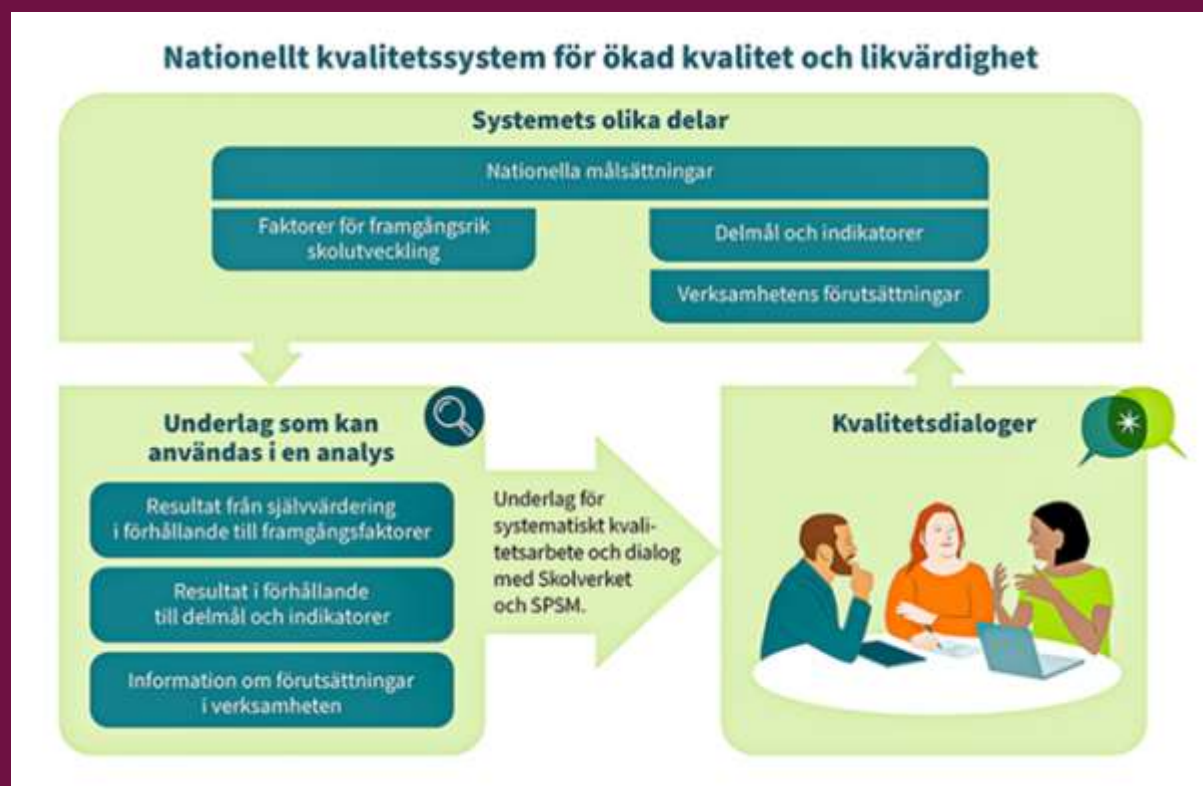 Nationellt kvalitetssystem för ökad kvalitet och likvärdighet
Systemets olika delar
Nationella målsättningar
Faktorer för framgångsrik
skolutveckling
Delmål och indikatorer
Verksamhetens förutsättningar
Underlag som kan
användas i en analys
Resultat från självvärdering
i förhållande till framgångsfaktorer
Resultat i förhållande
till delmål och indikatorer
Information om förutsättningar
i verksamheten
Underlag för
systematiskt kvali-
tetsarbete och dialog
med Skolverket
och SPSM.
Kvalitetsdialoger